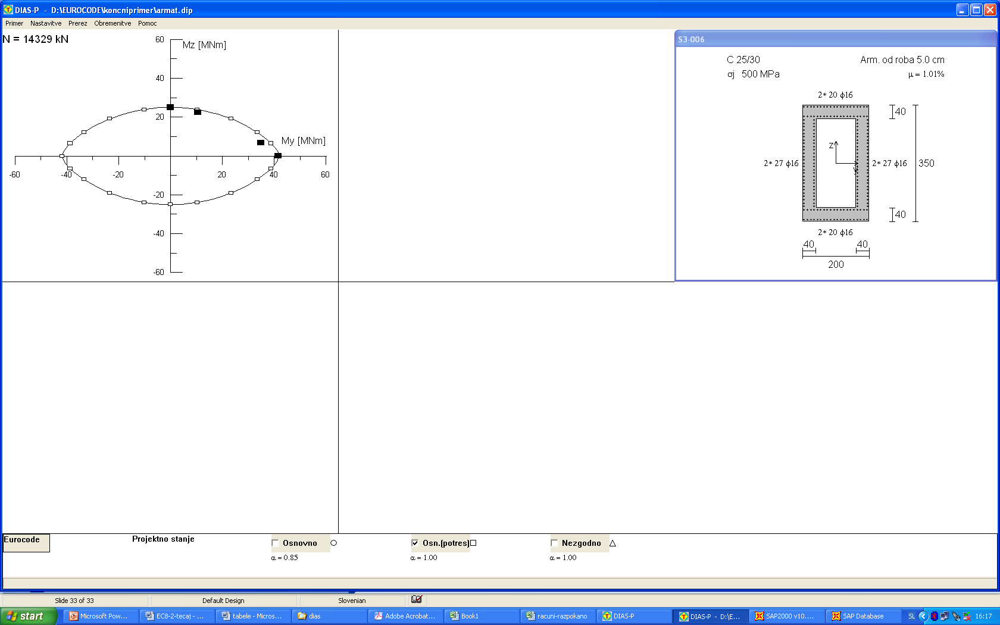 DIAS-P - D:\EUROCODE\koncniprimer\armat.dip
Primer Nastavitve Prerez Obremenitve Pomoc
N = 14329 kN
60
Mz [MNm]
40
20
My [MNm]
-60 -40 -20 20 40 60
-20
-40
-60
S3-006
C 25/30 Arm. od roba 5.0 cm
σj 500 MPa μ = 1.01%
2* 20 ϕ16
40
Z
2* 27 ϕ16 2* 27 ϕ16 350
40
2* 20 ϕ16
40 40
200
Eurocode Projektno stanje Osnovno Osn.(potres) Nezgodno
α = 0.85 α = 1.00 α = 1.00
Slide 33 of 33 Default Design Slovenian
start Microsoft Pow... EC8-2-tecaj - ... tabele - Micros... dias Adobe Acrobat... Book1 racuni-razpokano DIAS-P DIAS-P - D:\E... SAP2000 v10.... SAP Database SL 16:17